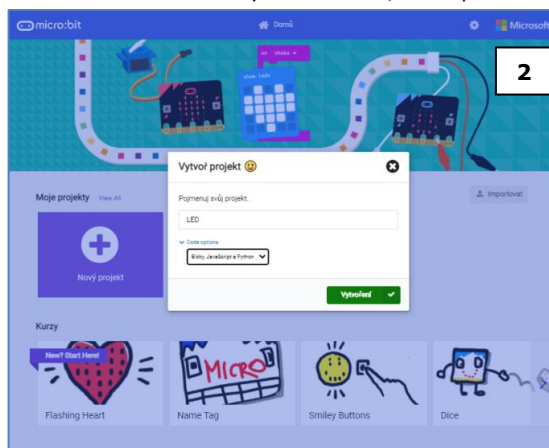 micro:bit
Domů
Microsoft
2
on shake
show leds
Vytvoř projekt
Pojmenuj svůj projekt.
LED
Code options
Bloky, JavaScript a Python
Vytvoření
Moje projekty View All
Importovat
Nový projekt
Kurzy
New? Start Here!
MICRO
Flashing Heart
Name Tag
Smiley Buttons
Dice